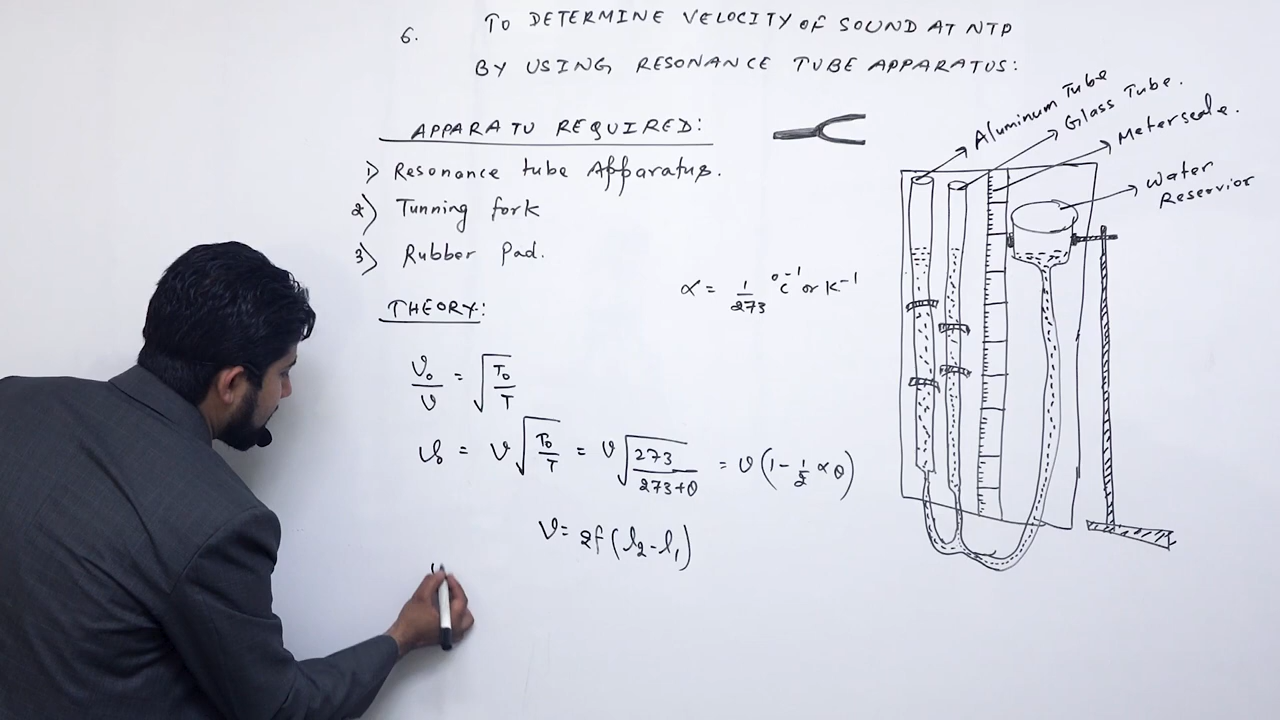 6. TO DETERMINE VELOCITY OF SOUND AT NTP
BY USING RESONANCE TUBE APPARATUS:
APPARATU REQUIRED:
1) Resonance tube Apparatus.
2) Tunning fork
3) Rubber Pad.
α = 1/273 °C⁻¹ or K⁻¹
THEORY:
v₀/v = √(T₀/T)
v₀ = v√(T₀/T) = v√(273/(273+θ)) = v(1 - 1/2 αθ)
v = 2f(l₂-l₁)
Aluminum Tube
Glass Tube.
Meterscale.
Water
Reservior